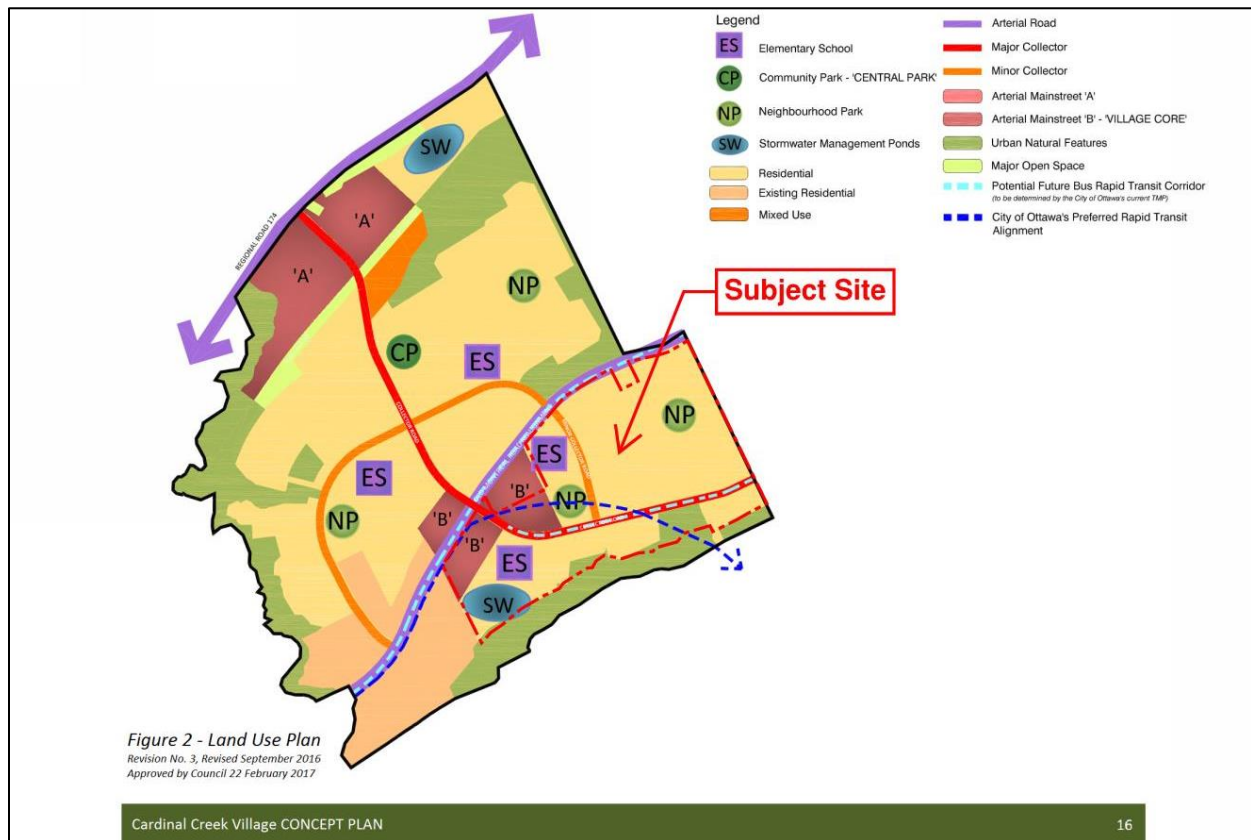 Legend
ES Elementary School
CP Community Park - 'CENTRAL PARK'
NP Neighbourhood Park
SW Stormwater Management Ponds
Residential
Existing Residential
Mixed Use
Arterial Road
Major Collector
Minor Collector
Arterial Mainstreet 'A'
Arterial Mainstreet 'B' - 'VILLAGE CORE'
Urban Natural Features
Major Open Space
Potential Future Bus Rapid Transit Corridor
(to be determined by the City of Ottawa's current TMP)
City of Ottawa's Preferred Rapid Transit
Alignment
SW
'A'
REGIONAL ROAD 174
'A'
NP
Subject Site
CP
ES
COLLECTOR ROAD
NP
ES
ES
NP
'B'
NP
'B'
'B'
ES
SW
Figure 2 - Land Use Plan
Revision No. 3, Revised September 2016
Approved by Council 22 February 2017
Cardinal Creek Village CONCEPT PLAN
16